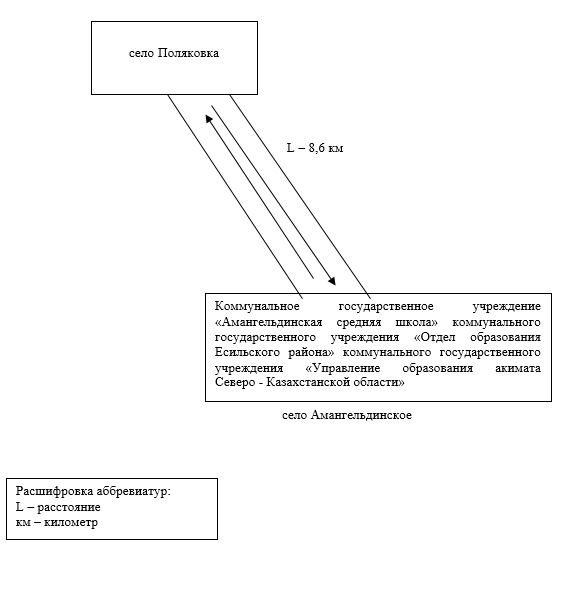 село Поляковка
L – 8,6 км
Коммунальное государственное учреждение
«Амангельдинская средняя школа» коммунального
государственного учреждения «Отдел образования
Есильского района» коммунального государственного
учреждения «Управление образования акимата
Северо - Казахстанской области»
село Амангельдинское
Расшифровка аббревиатур:
L – расстояние
км – километр